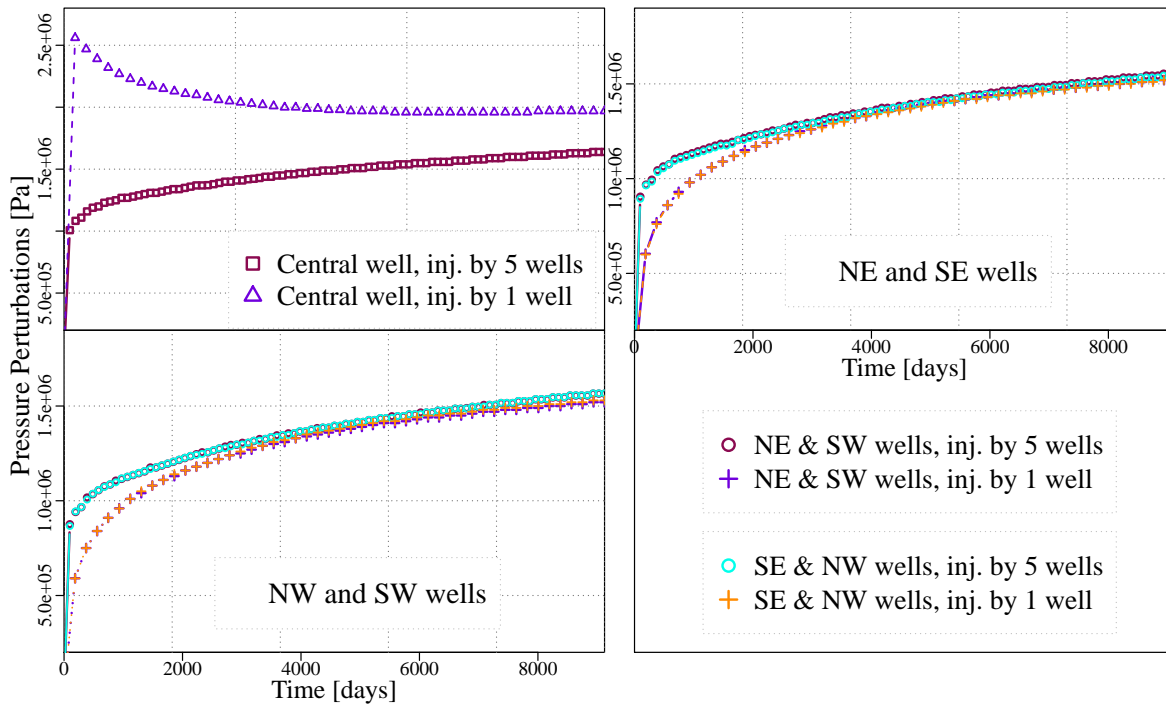 Pressure Perturbations [Pa]
2.5e+06
1.5e+06
5.0e+05
Central well, inj. by 5 wells
Central well, inj. by 1 well
1.5e+06
1.0e+06
5.0e+05
NE and SE wells
0 2000 4000 6000 8000
Time [days]
1.5e+06
1.0e+06
5.0e+05
NW and SW wells
0 2000 4000 6000 8000
Time [days]
NE & SW wells, inj. by 5 wells
NE & SW wells, inj. by 1 well
SE & NW wells, inj. by 5 wells
SE & NW wells, inj. by 1 well